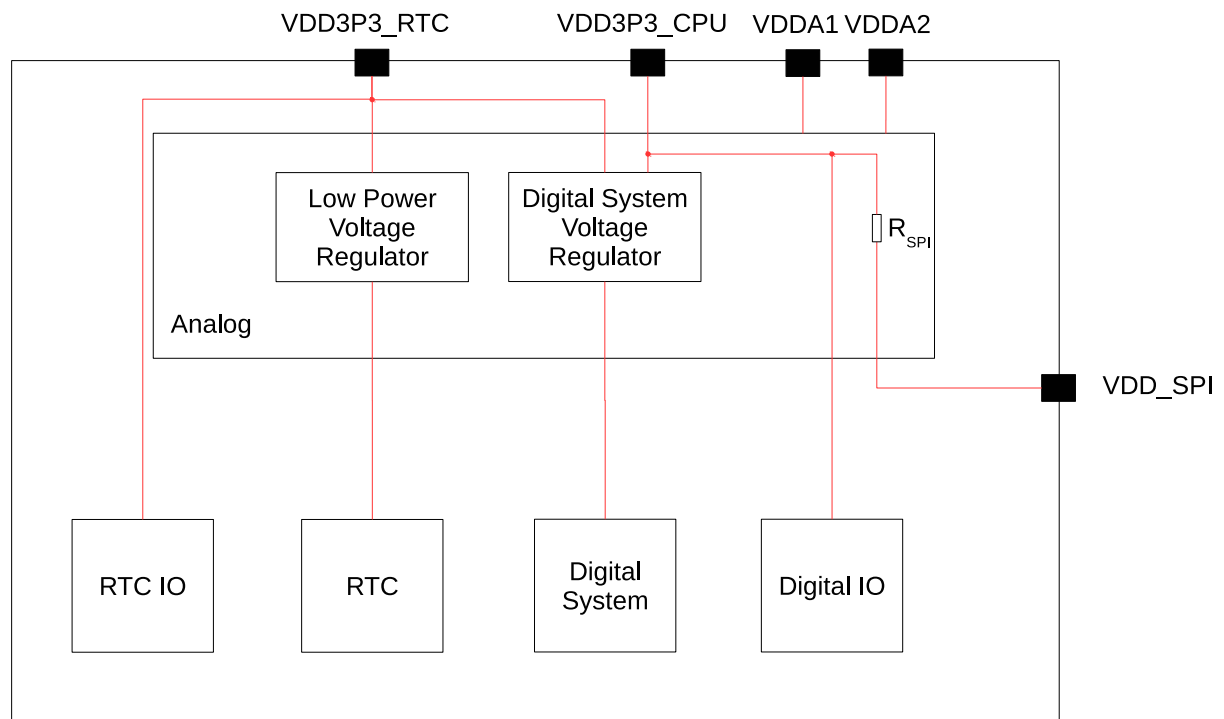 VDD3P3_RTC
VDD3P3_CPU
VDDA1
VDDA2
Low Power
Voltage
Regulator
Digital System
Voltage
Regulator
RSPI
Analog
VDD_SPI
RTC IO
RTC
Digital
System
Digital IO